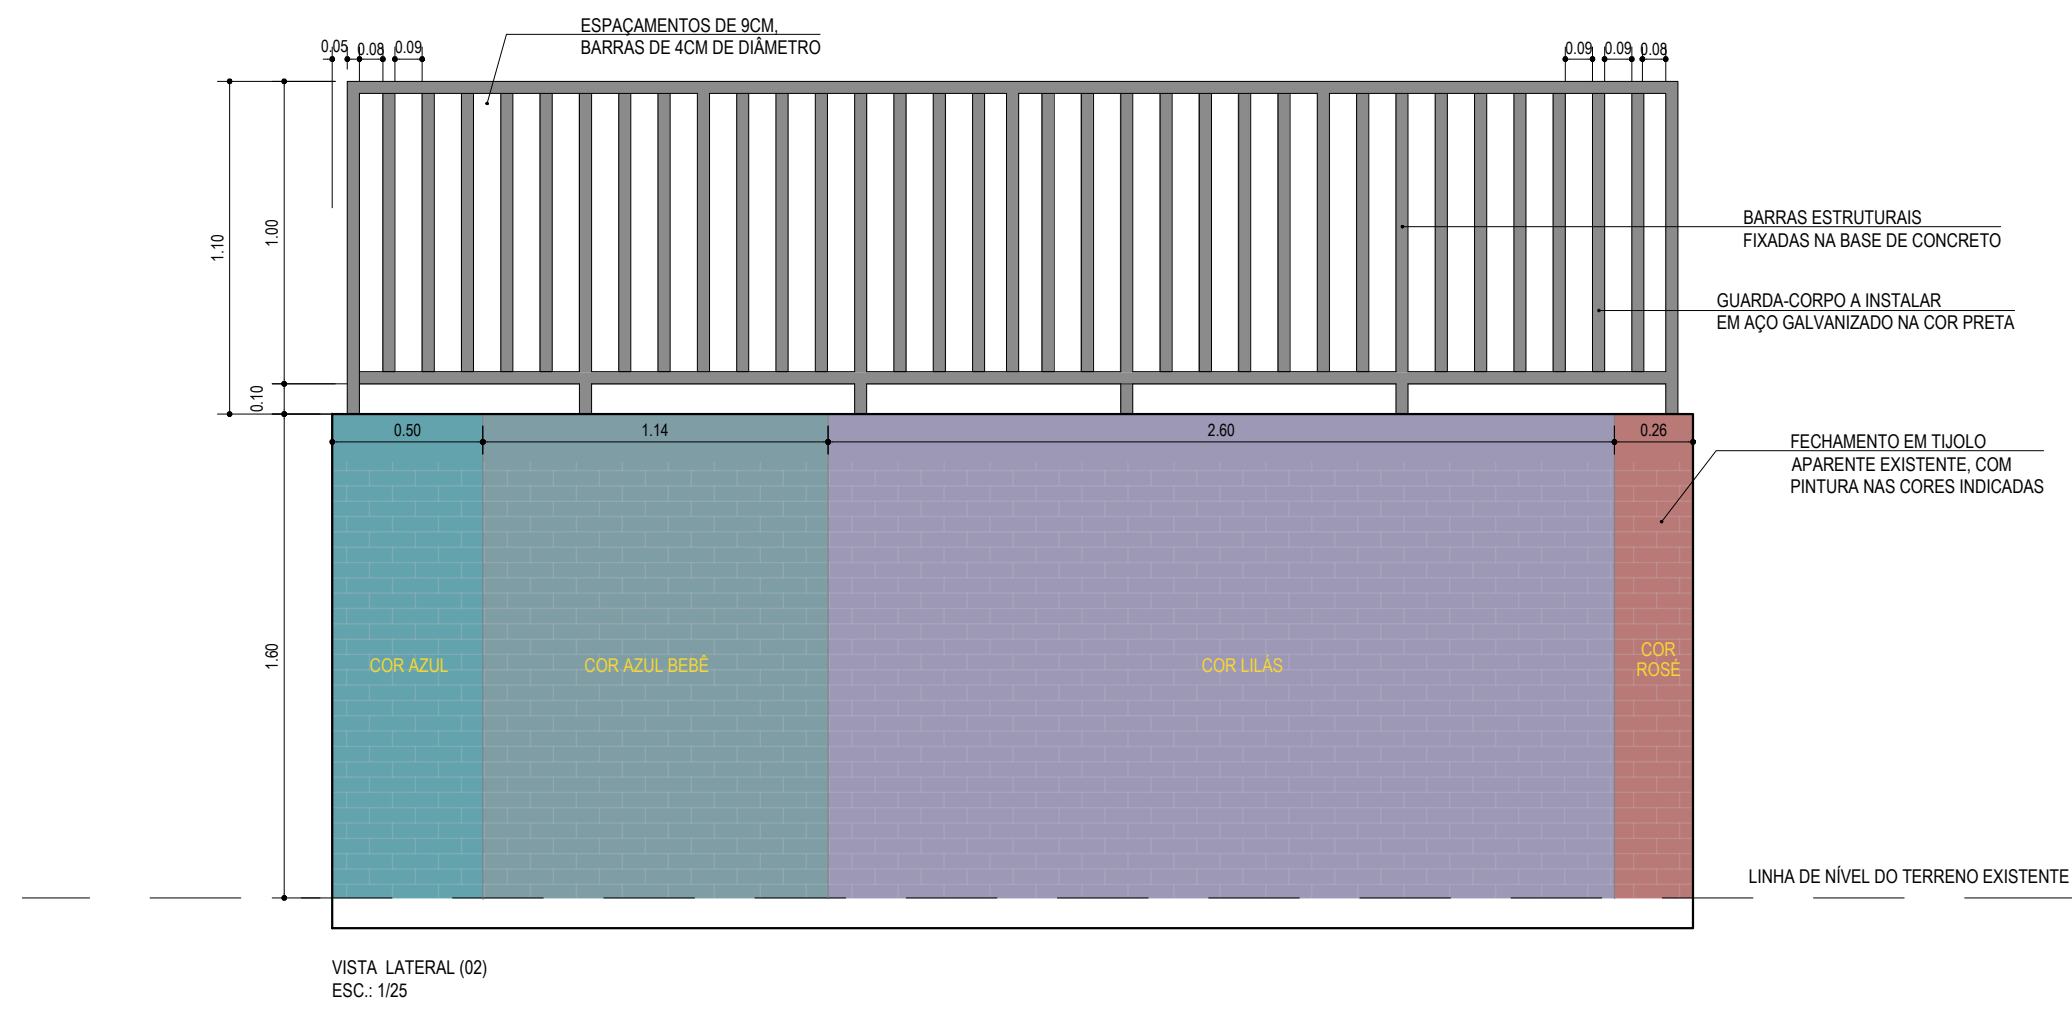 ESPAÇAMENTOS DE 9CM,
BARRAS DE 4CM DE DIÂMETRO
0.05
0.08
0.09
0.09
0.09
0.08
1.10
1.00
0.10
1.60
BARRAS ESTRUTURAIS
FIXADAS NA BASE DE CONCRETO
GUARDA-CORPO A INSTALAR
EM AÇO GALVANIZADO NA COR PRETA
0.50
1.14
2.60
0.26
FECHAMENTO EM TIJOLO
APARENTE EXISTENTE, COM
PINTURA NAS CORES INDICADAS
COR AZUL
COR AZUL BEBÊ
COR LILÁS
COR
ROSÉ
LINHA DE NÍVEL DO TERRENO EXISTENTE
VISTA LATERAL (02)
ESC.: 1/25